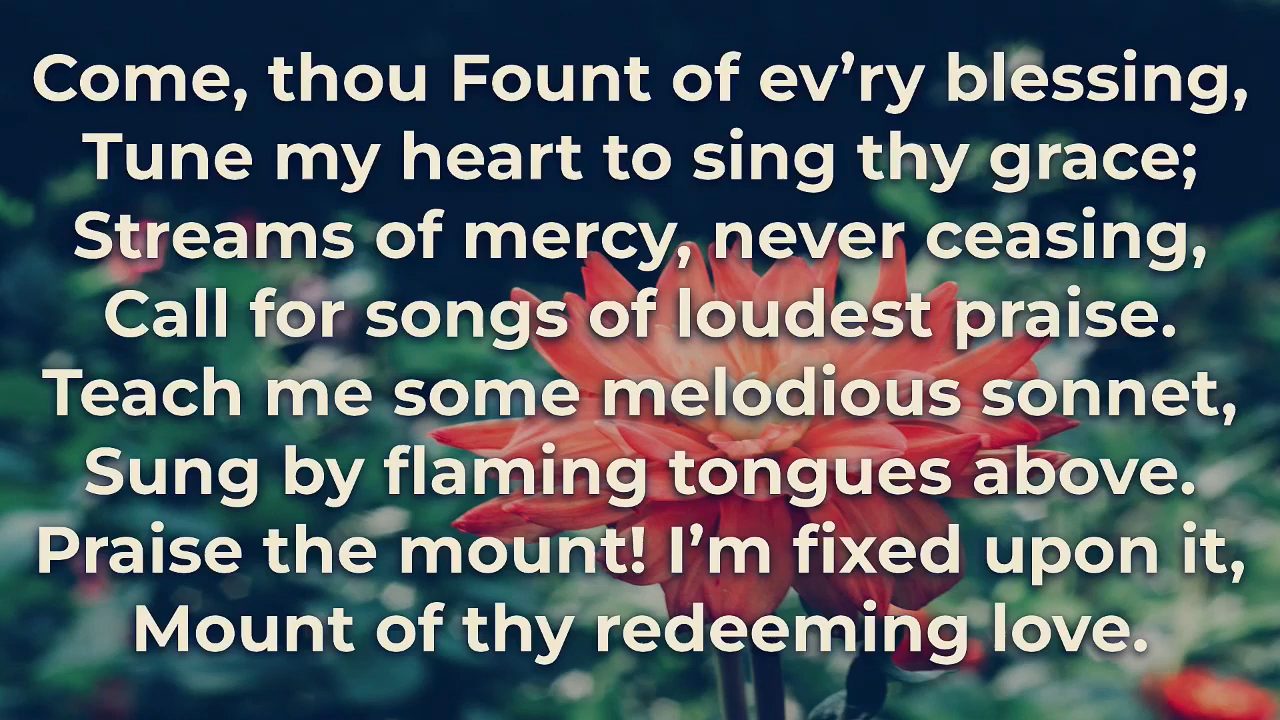 Come, thou Fount of ev’ry blessing,
Tune my heart to sing thy grace;
Streams of mercy, never ceasing,
Call for songs of loudest praise.
Teach me some melodious sonnet,
Sung by flaming tongues above.
Praise the mount! I’m fixed upon it,
Mount of thy redeeming love.